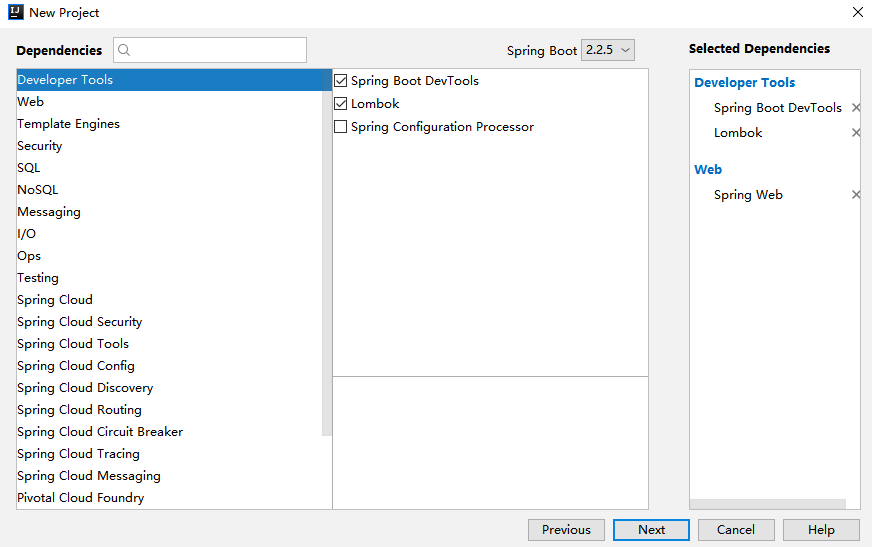 New Project
Dependencies
Spring Boot 2.2.5
Selected Dependencies
Developer Tools
Web
Template Engines
Security
SQL
NoSQL
Messaging
I/O
Ops
Testing
Spring Cloud
Spring Cloud Security
Spring Cloud Tools
Spring Cloud Config
Spring Cloud Discovery
Spring Cloud Routing
Spring Cloud Circuit Breaker
Spring Cloud Tracing
Spring Cloud Messaging
Pivotal Cloud Foundry
Spring Boot DevTools
Lombok
Spring Configuration Processor
Developer Tools
Spring Boot DevTools
Lombok
Web
Spring Web
Previous
Next
Cancel
Help